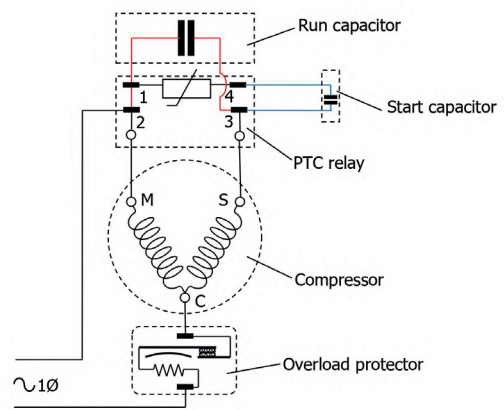 Run capacitor
1
4
2
3
Start capacitor
PTC relay
M
S
Compressor
C
Overload protector
~1Ø